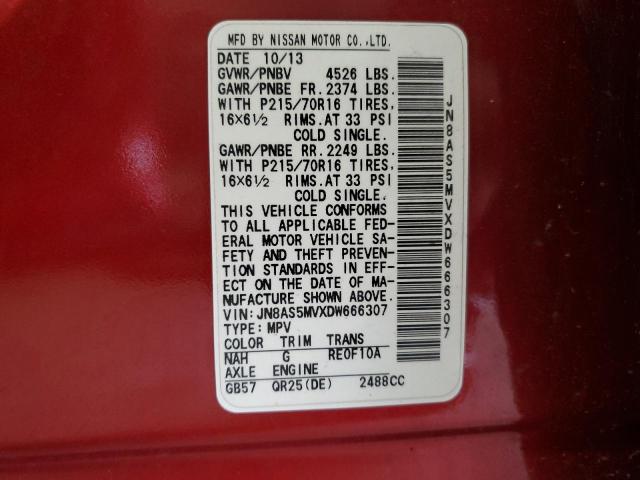 MFD BY NISSAN MOTOR CO.,LTD.
DATE 10/13
GVWR/PNBV 4526 LBS.
GAWR/PNBE FR.2374 LBS.
WITH P215/70R16 TIRES,
16X6½ RIMS.AT 33 PSI
COLD SINGLE.
GAWR/PNBE RR.2249 LBS.
WITH P215/70R16 TIRES,
16X6½ RIMS.AT 33 PSI
COLD SINGLE.
THIS VEHICLE CONFORMS
TO ALL APPLICABLE FED-
ERAL MOTOR VEHICLE SA-
FETY AND THEFT PREVEN-
TION STANDARDS IN EFF-
ECT ON THE DATE OF MA-
NUFACTURE SHOWN ABOVE.
VIN: JN8AS5MVXDW666307
TYPE: MPV
COLOR TRIM TRANS
NAH G RE0F10A
AXLE ENGINE
GB57 QR25(DE) 2488CC
JN8AS5MVXDW666307